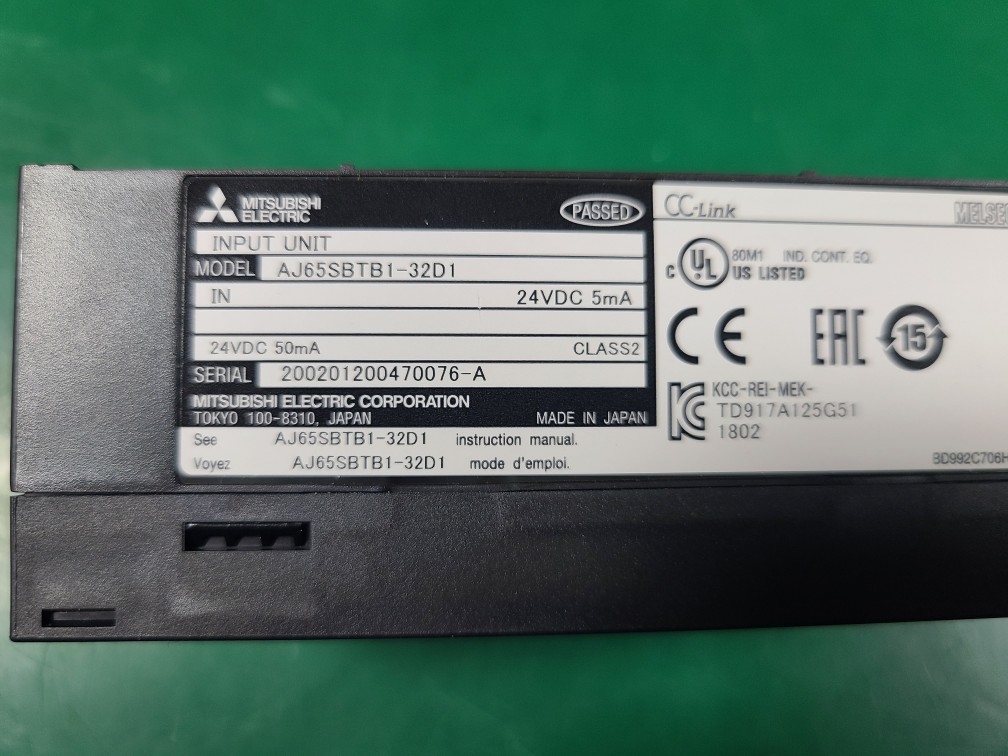 MITSUBISHI
ELECTRIC
PASSED
INPUT UNIT
MODEL AJ65SBTB1-32D1
IN 24VDC 5mA
24VDC 50mA CLASS2
SERIAL 200201200470076-A
MITSUBISHI ELECTRIC CORPORATION
TOKYO 100-8310, JAPAN MADE IN JAPAN
See AJ65SBTB1-32D1 instruction manual.
Voyez AJ65SBTB1-32D1 mode d'emploi.
CC-Link
C UL US LISTED
80M1 IND. CONT. EQ.
CE EAC 15
KCC-REI-MEK-
TD917A125G51
1802
BD992C706H